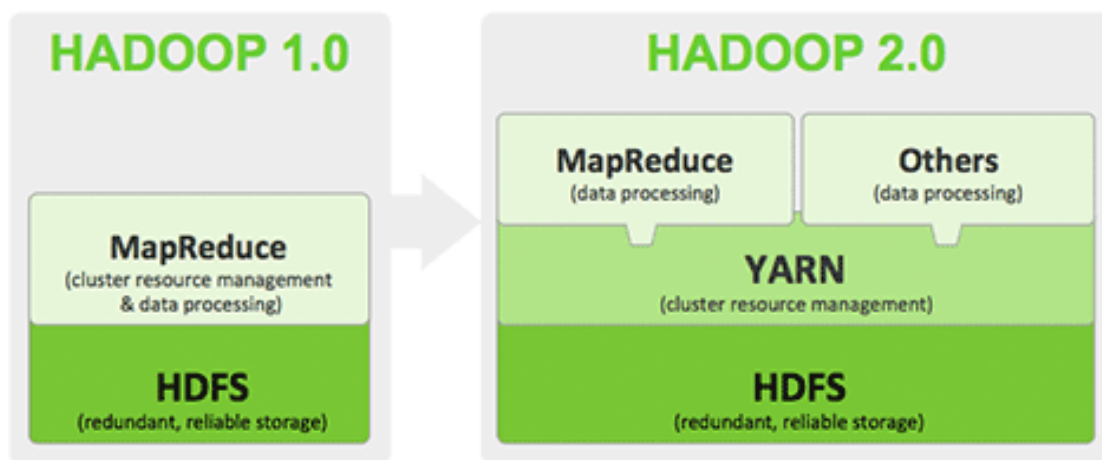 HADOOP 1.0
MapReduce
(cluster resource management
& data processing)
HDFS
(redundant, reliable storage)
HADOOP 2.0
MapReduce
(data processing)
Others
(data processing)
YARN
(cluster resource management)
HDFS
(redundant, reliable storage)